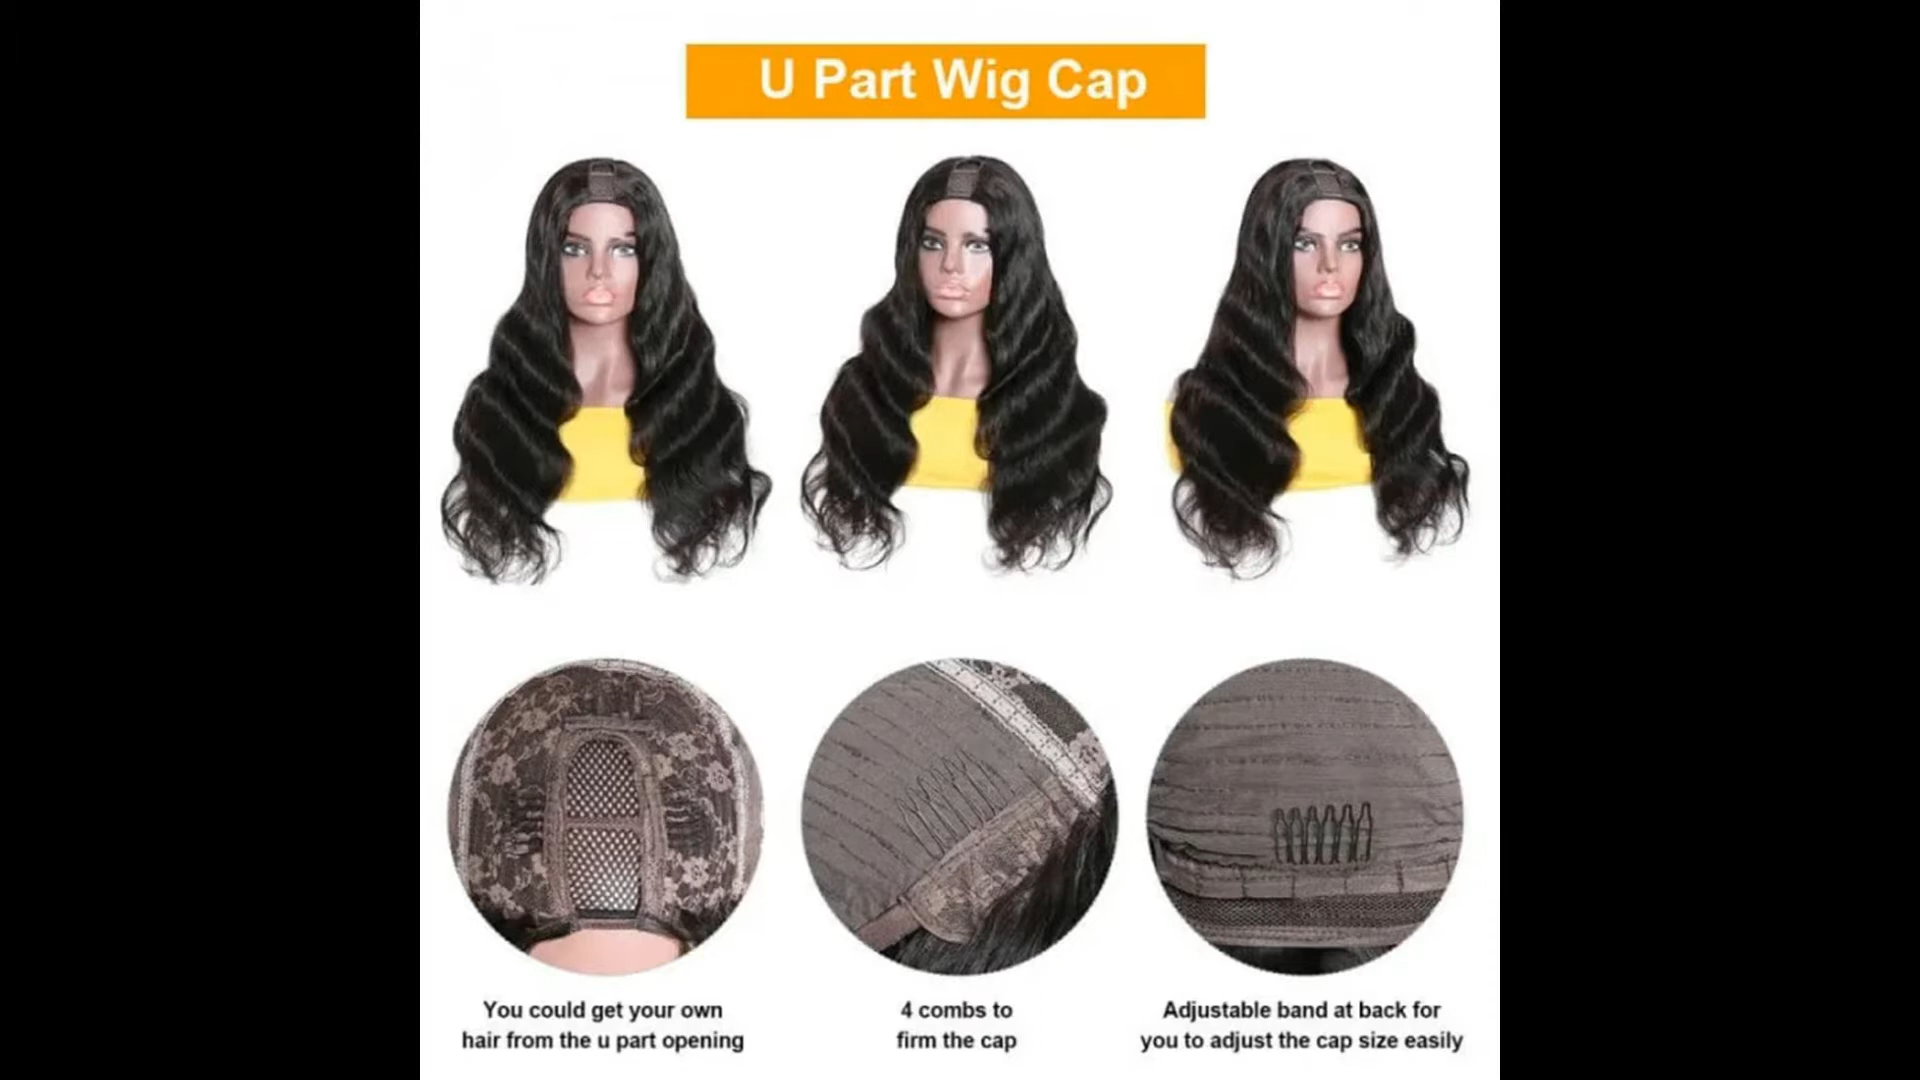 U Part Wig Cap
You could get your own
hair from the u part opening
4 combs to
firm the cap
Adjustable band at back for
you to adjust the cap size easily